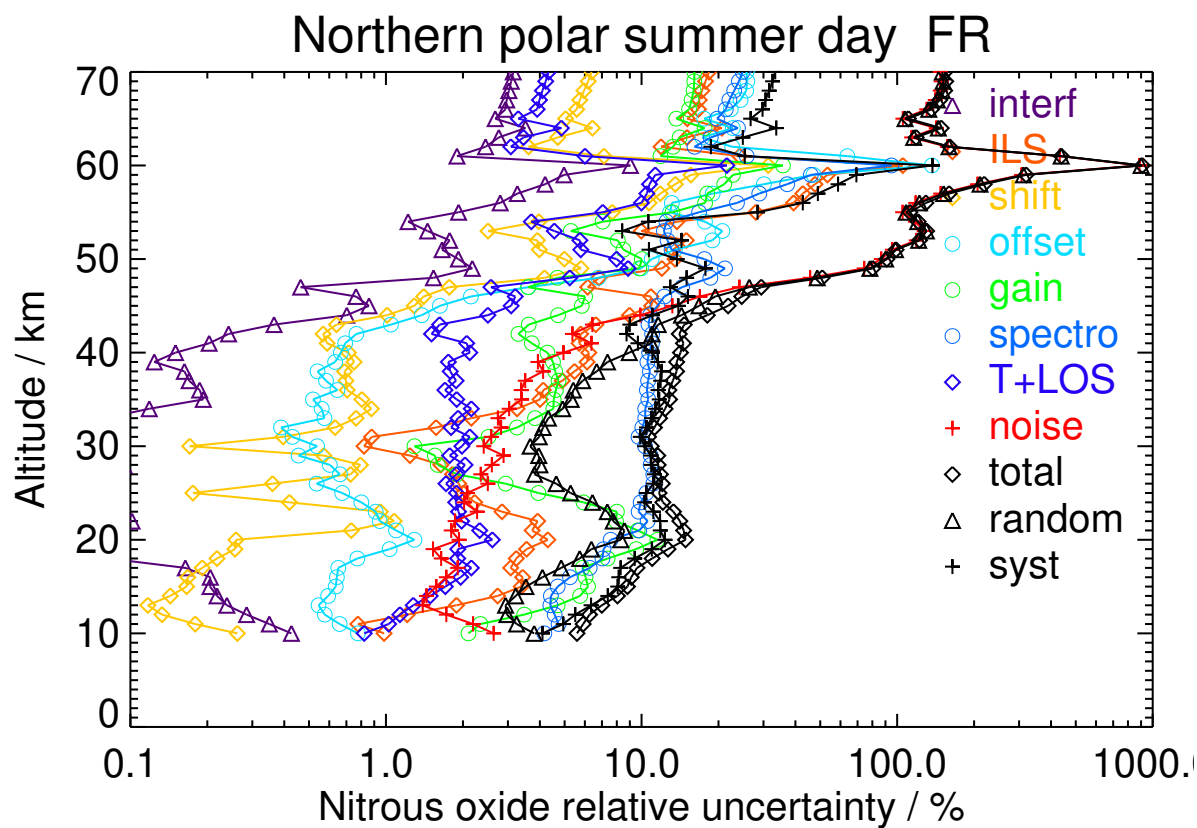 Northern polar summer day  FR
Altitude / km
70
60
50
40
30
20
10
0
interf
ILS
shift
offset
gain
spectro
T+LOS
noise
total
random
syst
0.1
1.0
10.0
100.0
1000.0
Nitrous oxide relative uncertainty / %